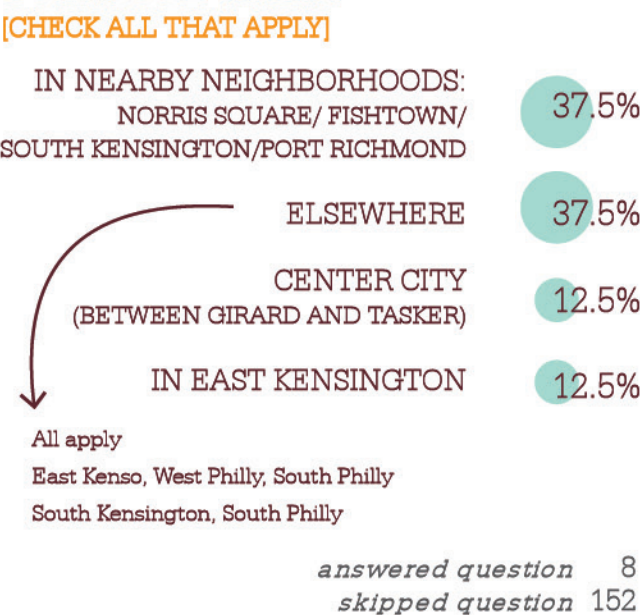 [CHECK ALL THAT APPLY]
IN NEARBY NEIGHBORHOODS:
NORRIS SQUARE/ FISHTOWN/
SOUTH KENSINGTON/PORT RICHMOND
37.5%
ELSEWHERE
37.5%
CENTER CITY
(BETWEEN GIRARD AND TASKER)
12.5%
IN EAST KENSINGTON
12.5%
All apply
East Kenso, West Philly, South Philly
South Kensington, South Philly
answered question 8
skipped question 152